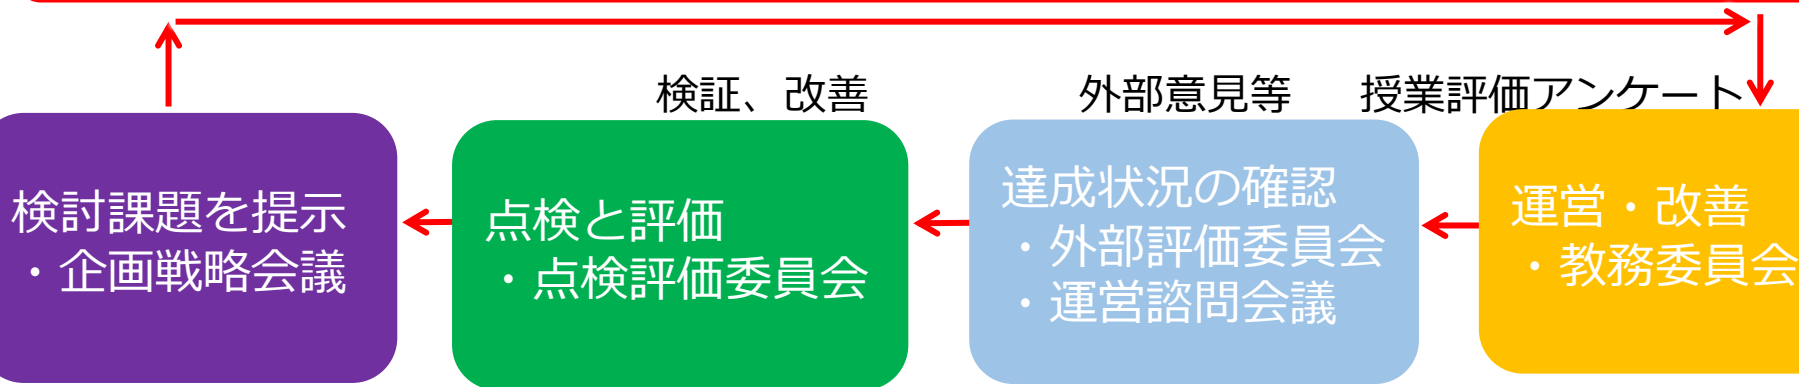 検証、改善
外部意見等
授業評価アンケート
検討課題を提示
・企画戦略会議
点検と評価
・点検評価委員会
達成状況の確認
・外部評価委員会
・運営諮問会議
運営・改善
・教務委員会